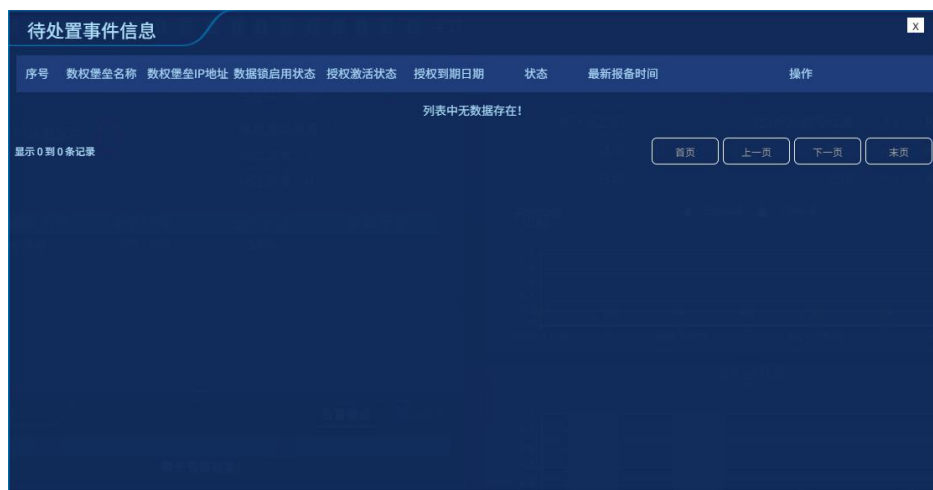 待处置事件信息
X
序号 数权堡垒名称 数权堡垒IP地址 数据锁启用状态 授权激活状态 授权到期日期 状态 最新报备时间 操作
列表中无数据存在!
显示 0 到 0 条记录 首页 上一页 下一页 末页